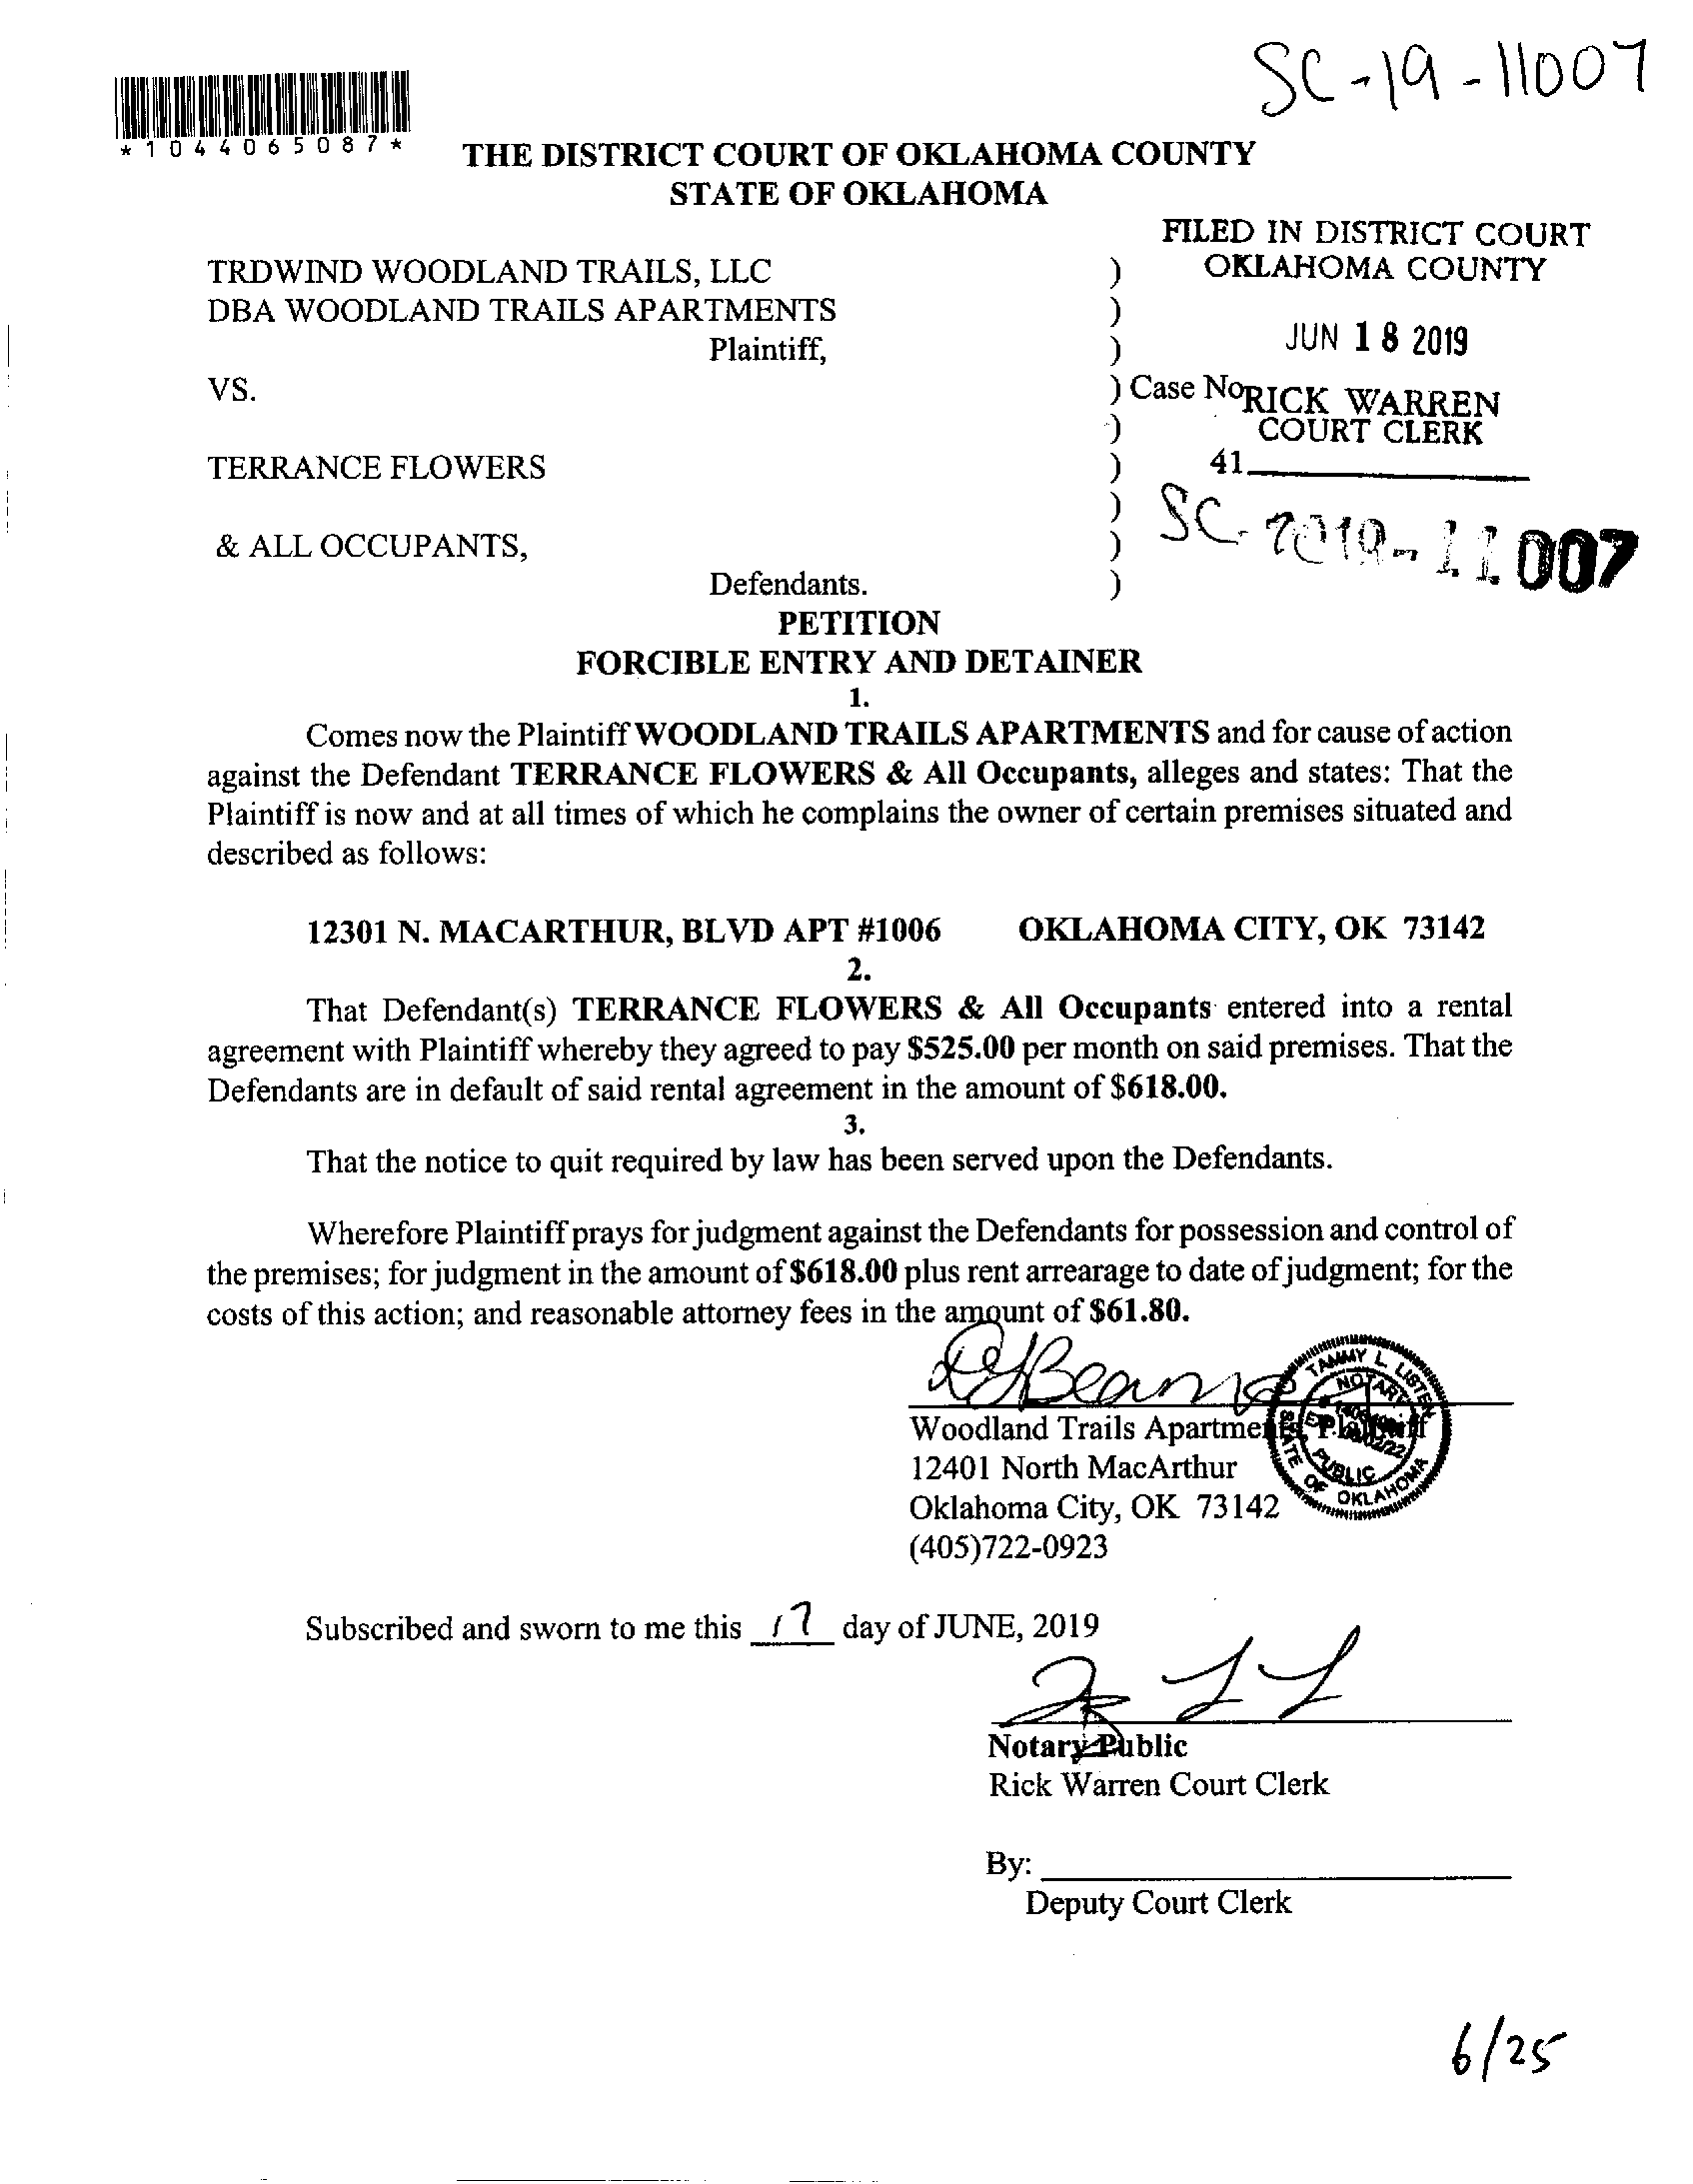 SC-19-11007
*1044065087*
THE DISTRICT COURT OF OKLAHOMA COUNTY
STATE OF OKLAHOMA
FILED IN DISTRICT COURT
OKLAHOMA COUNTY
JUN 18 2019
RICK WARREN
COURT CLERK
41
TRDWIND WOODLAND TRAILS, LLC )
DBA WOODLAND TRAILS APARTMENTS )
Plaintiff, )
VS. ) Case No
)
TERRANCE FLOWERS )
)
& ALL OCCUPANTS, )
Defendants. )
SC-2019-11007
PETITION
FORCIBLE ENTRY AND DETAINER
1.
Comes now the Plaintiff WOODLAND TRAILS APARTMENTS and for cause of action
against the Defendant TERRANCE FLOWERS & All Occupants, alleges and states: That the
Plaintiff is now and at all times of which he complains the owner of certain premises situated and
described as follows:
12301 N. MACARTHUR, BLVD APT #1006 OKLAHOMA CITY, OK 73142
2.
That Defendant(s) TERRANCE FLOWERS & All Occupants entered into a rental
agreement with Plaintiff whereby they agreed to pay $525.00 per month on said premises. That the
Defendants are in default of said rental agreement in the amount of $618.00.
3.
That the notice to quit required by law has been served upon the Defendants.
Wherefore Plaintiff prays for judgment against the Defendants for possession and control of
the premises; for judgment in the amount of $618.00 plus rent arrearage to date of judgment; for the
costs of this action; and reasonable attorney fees in the amount of $61.80.
Woodland Trails Apartments, Plaintiff
12401 North MacArthur
Oklahoma City, OK 73142
(405)722-0923
TAMMY L. LISTEN
NOTARY
PUBLIC
STATE OF OKLAHOMA
Subscribed and sworn to me this 17 day of JUNE, 2019
Notary Public
Rick Warren Court Clerk
By:
Deputy Court Clerk
6/25